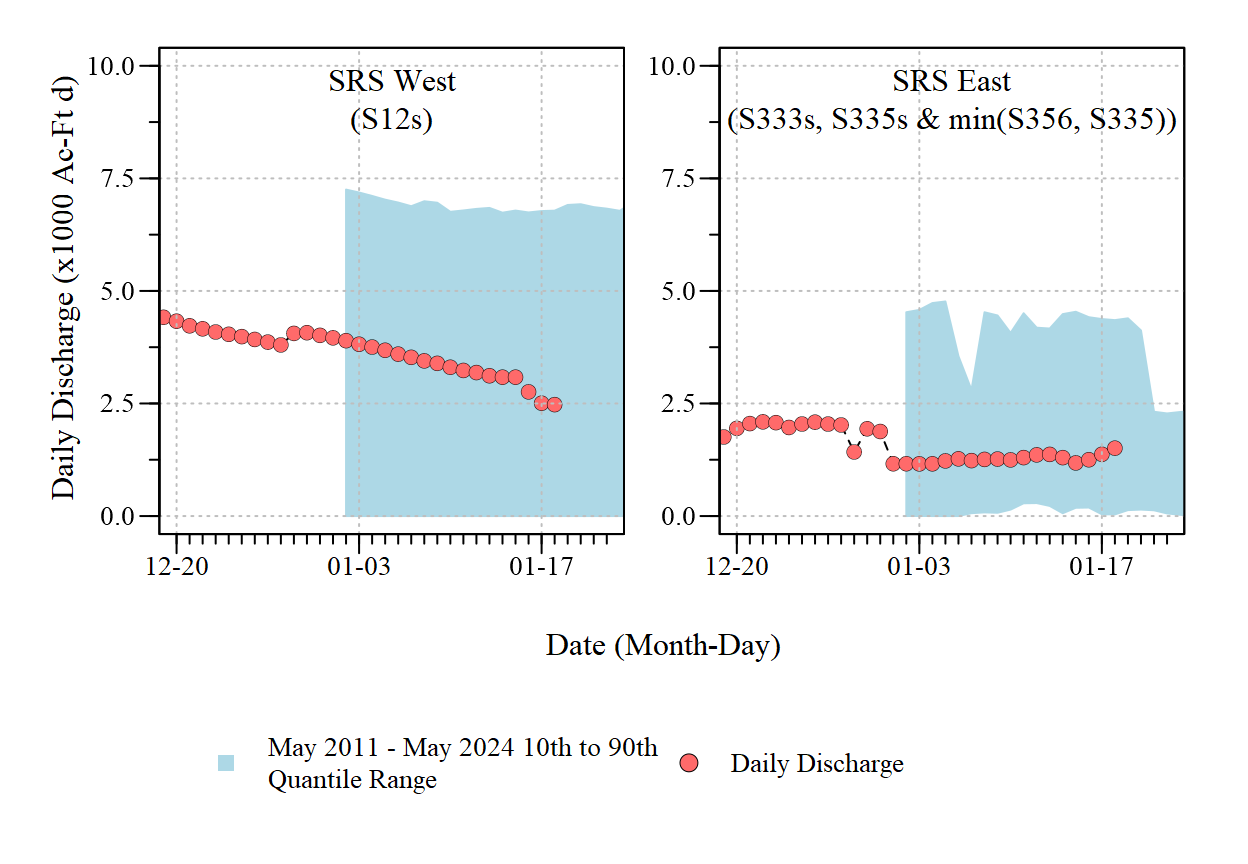 SRS West
(S12s)
Daily Discharge (x1000 Ac-Ft d)
10.0
7.5
5.0
2.5
0.0
12-20
01-03
01-17
SRS East
(S333s, S335s & min(S356, S335))
10.0
7.5
5.0
2.5
0.0
12-20
01-03
01-17
Date (Month-Day)
May 2011 - May 2024 10th to 90th
Quantile Range
Daily Discharge